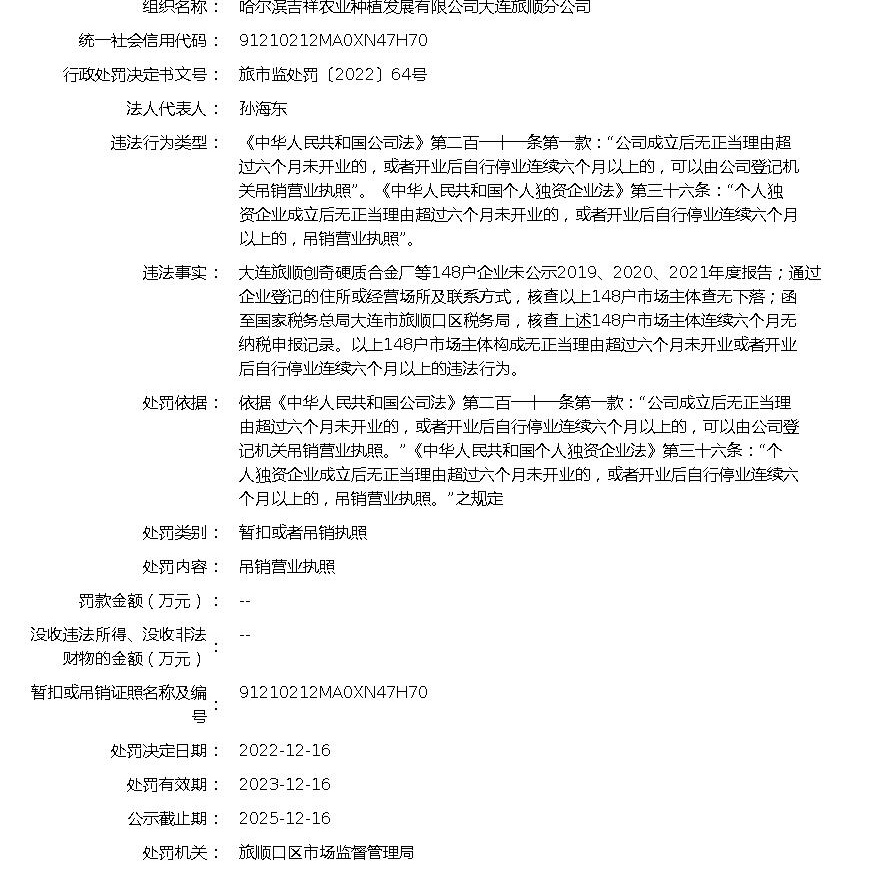 组织名称： 哈尔滨吉祥农业种植发展有限公司大连旅顺分公司
统一社会信用代码： 91210212MA0XN47H70
行政处罚决定书文号： 旅市监处罚〔2022〕64号
法人代表人： 孙海东
违法行为类型： 《中华人民共和国公司法》第二百一十一条第一款：“公司成立后无正当理由超
过六个月未开业的，或者开业后自行停业连续六个月以上的，可以由公司登记机
关吊销营业执照”。《中华人民共和国个人独资企业法》第三十六条：“个人独
资企业成立后无正当理由超过六个月未开业的，或者开业后自行停业连续六个月
以上的，吊销营业执照”。
违法事实： 大连旅顺创奇硬质合金厂等148户企业未公示2019、2020、2021年度报告；通过
企业登记的住所或经营场所及联系方式，核查以上148户市场主体查无下落；函
至国家税务总局大连市旅顺口区税务局，核查上述148户市场主体连续六个月无
纳税申报记录。以上148户市场主体构成无正当理由超过六个月未开业或者开业
后自行停业连续六个月以上的违法行为。
处罚依据： 依据《中华人民共和国公司法》第二百一十一条第一款：“公司成立后无正当理
由超过六个月未开业的，或者开业后自行停业连续六个月以上的，可以由公司登
记机关吊销营业执照。”《中华人民共和国个人独资企业法》第三十六条：“个
人独资企业成立后无正当理由超过六个月未开业的，或者开业后自行停业连续六
个月以上的，吊销营业执照。”之规定
处罚类别： 暂扣或者吊销执照
处罚内容： 吊销营业执照
罚款金额（万元）： --
没收违法所得、没收非法
财物的金额（万元）： --
暂扣或吊销证照名称及编
号： 91210212MA0XN47H70
处罚决定日期： 2022-12-16
处罚有效期： 2023-12-16
公示截止期： 2025-12-16
处罚机关： 旅顺口区市场监督管理局